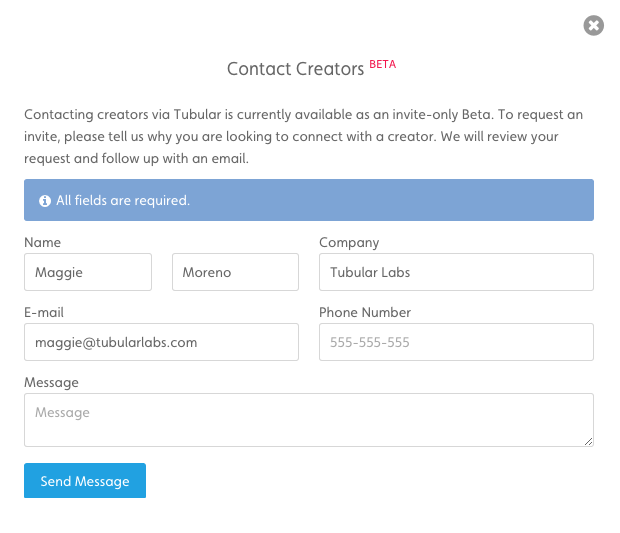 Contact Creators BETA
Contacting creators via Tubular is currently available as an invite-only Beta. To request an
invite, please tell us why you are looking to connect with a creator. We will review your
request and follow up with an email.
All fields are required.
Name
Company
Maggie
Moreno
Tubular Labs
E-mail
Phone Number
maggie@tubularlabs.com
555-555-555
Message
Message
Send Message